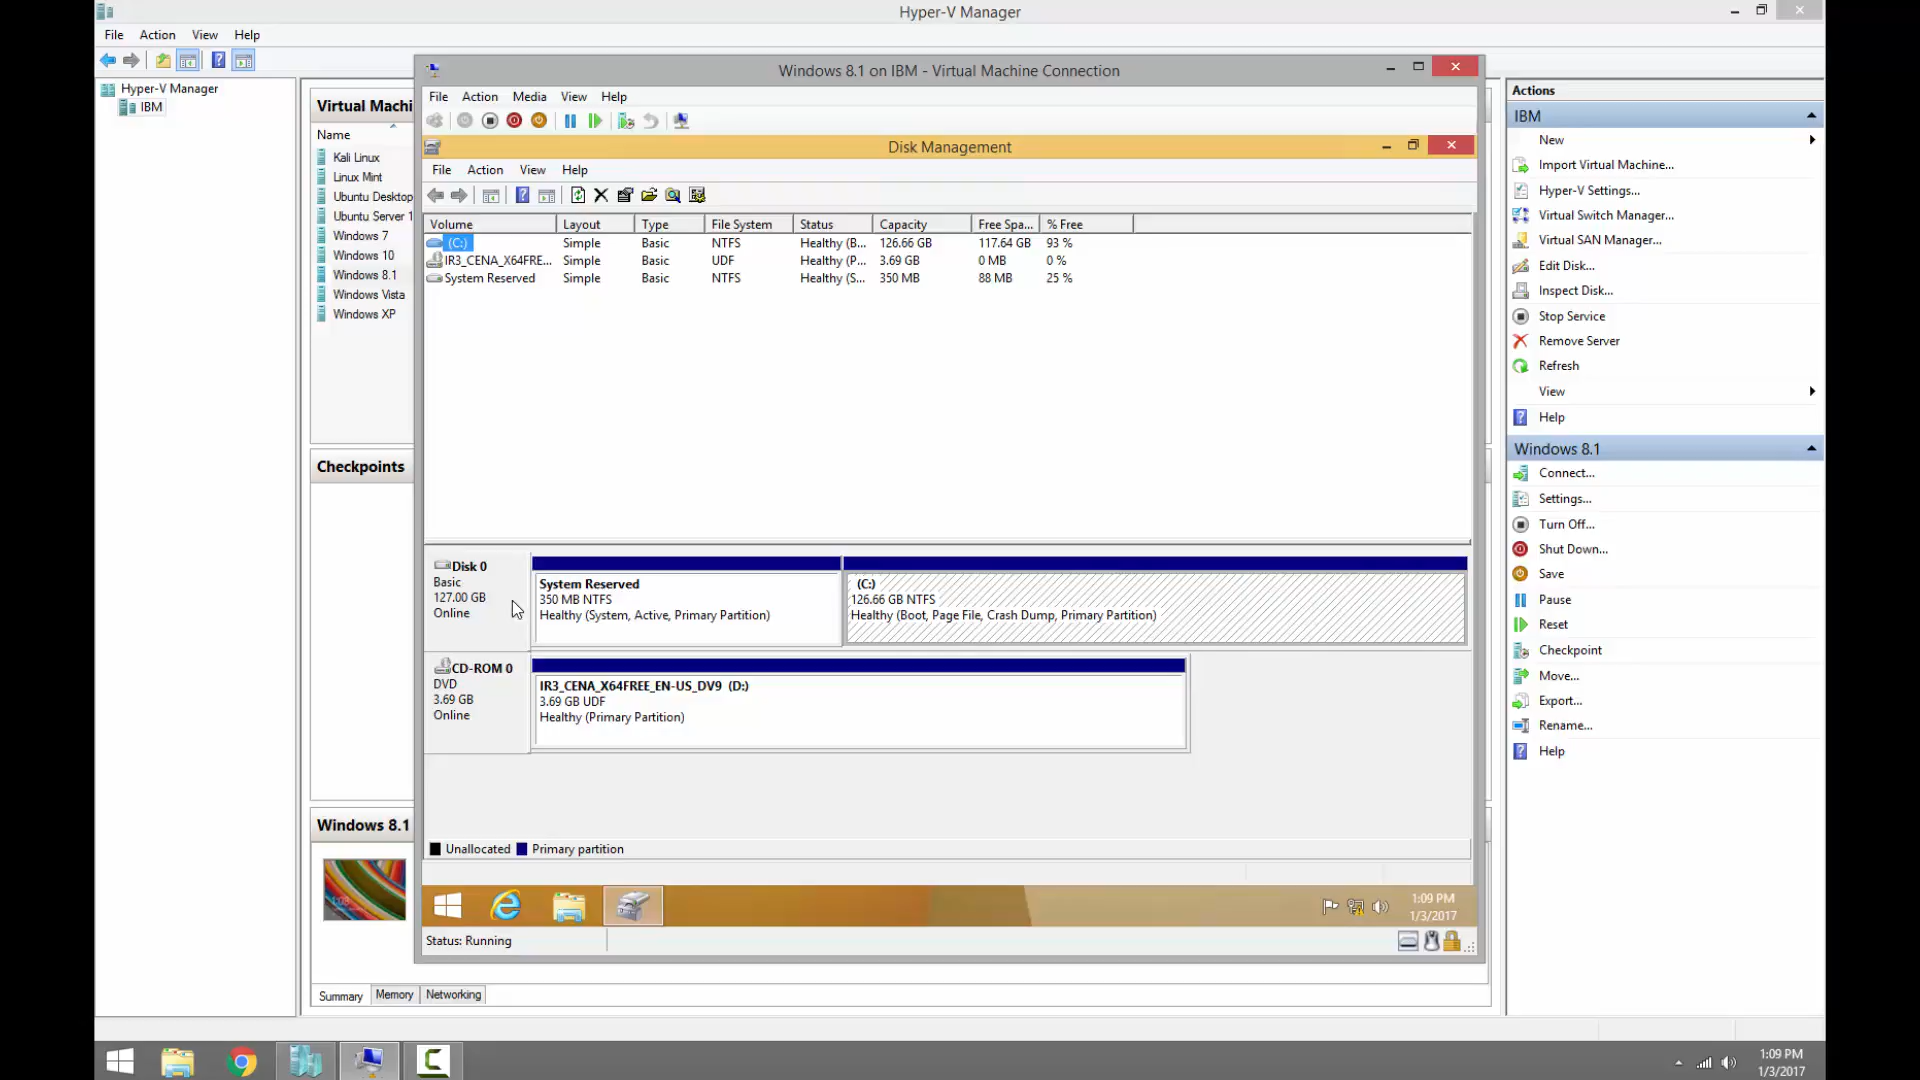 Hyper-V Manager
File Action View Help
Hyper-V Manager
IBM
Virtual Machi
Name
Kali Linux
Linux Mint
Ubuntu Desktop
Ubuntu Server 1
Windows 7
Windows 10
Windows 8.1
Windows Vista
Windows XP
Checkpoints
Windows 8.1
Summary Memory Networking
Windows 8.1 on IBM - Virtual Machine Connection
File Action Media View Help
Disk Management
File Action View Help
Volume Layout Type File System Status Capacity Free Spa... % Free
(C:) Simple Basic NTFS Healthy (B... 126.66 GB 117.64 GB 93 %
IR3_CENA_X64FRE... Simple Basic UDF Healthy (P... 3.69 GB 0 MB 0 %
System Reserved Simple Basic NTFS Healthy (S... 350 MB 88 MB 25 %
Disk 0
Basic
127.00 GB
Online
System Reserved
350 MB NTFS
Healthy (System, Active, Primary Partition)
(C:)
126.66 GB NTFS
Healthy (Boot, Page File, Crash Dump, Primary Partition)
CD-ROM 0
DVD
3.69 GB
Online
IR3_CENA_X64FREE_EN-US_DV9 (D:)
3.69 GB UDF
Healthy (Primary Partition)
Unallocated Primary partition
1:09 PM
1/3/2017
Status: Running
Actions
IBM
New
Import Virtual Machine...
Hyper-V Settings...
Virtual Switch Manager...
Virtual SAN Manager...
Edit Disk...
Inspect Disk...
Stop Service
Remove Server
Refresh
View
Help
Windows 8.1
Connect...
Settings...
Turn Off...
Shut Down...
Save
Pause
Reset
Checkpoint
Move...
Export...
Rename...
Help
1:09 PM
1/3/2017